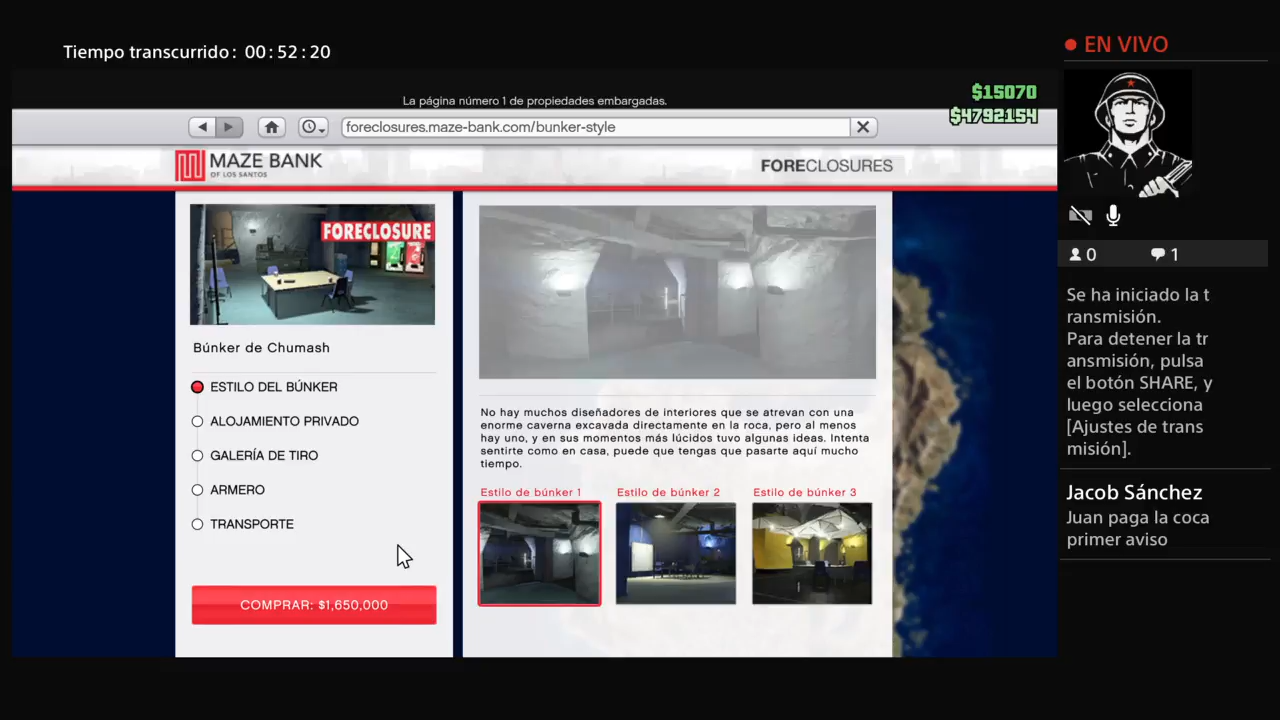 Tiempo transcurrido: 00:52:20
EN VIVO
La página número 1 de propiedades embargadas.
$15070
$4792154
foreclosures.maze-bank.com/bunker-style
MAZE BANK
OF LOS SANTOS
FORECLOSURES
FORECLOSURE
Búnker de Chumash
ESTILO DEL BÚNKER
ALOJAMIENTO PRIVADO
GALERÍA DE TIRO
ARMERO
TRANSPORTE
COMPRAR: $1,650,000
No hay muchos diseñadores de interiores que se atrevan con una
enorme caverna excavada directamente en la roca, pero al menos
hay uno, y en sus momentos más lúcidos tuvo algunas ideas. Intenta
sentirte como en casa, puede que tengas que pasarte aquí mucho
tiempo.
Estilo de búnker 1
Estilo de búnker 2
Estilo de búnker 3
0
1
Se ha iniciado la t
ransmisión.
Para detener la tr
ansmisión, pulsa
el botón SHARE, y
luego selecciona
[Ajustes de trans
misión].
Jacob Sánchez
Juan paga la coca
primer aviso